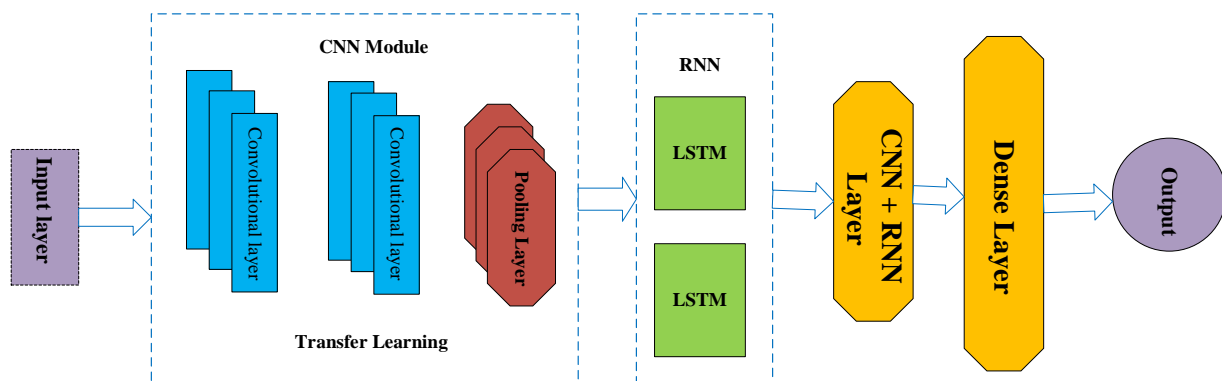 Input layer
CNN Module
Convolutional layer
Convolutional layer
Pooling Layer
Transfer Learning
RNN
LSTM
LSTM
CNN + RNN
Layer
Dense Layer
Output